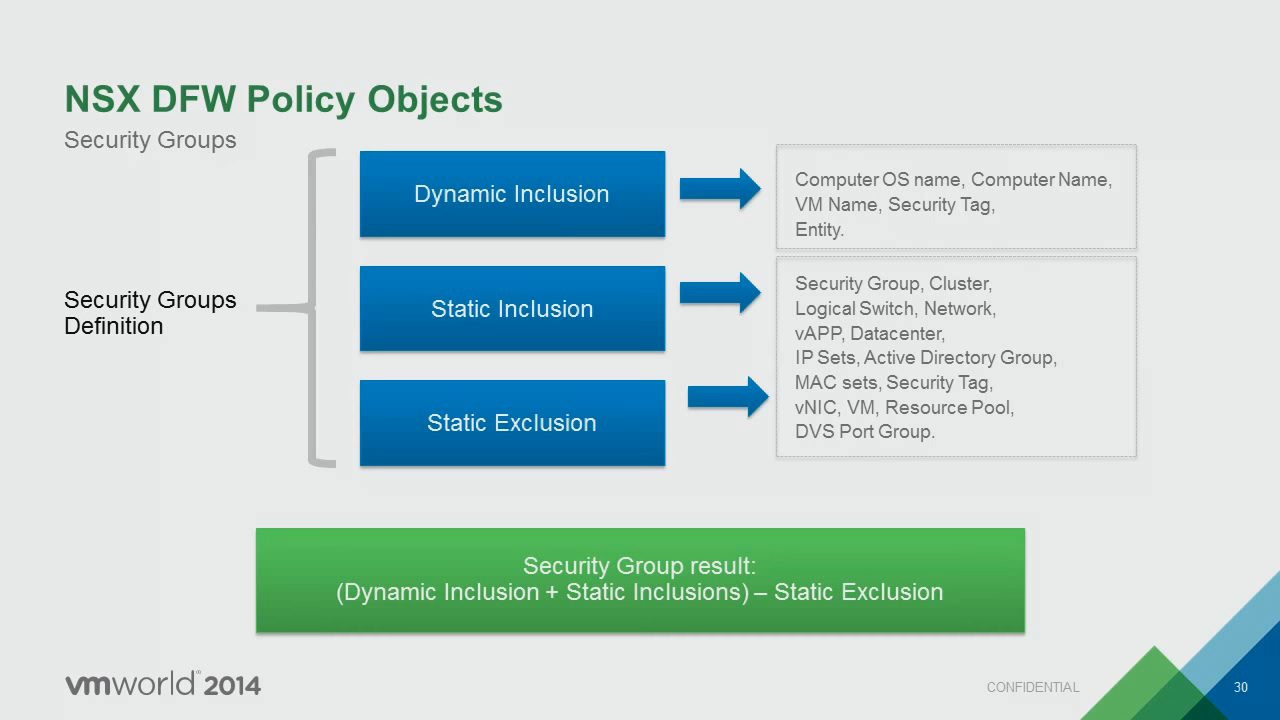 NSX DFW Policy Objects
Security Groups
Security Groups
Definition
Dynamic Inclusion
Computer OS name, Computer Name,
VM Name, Security Tag,
Entity.
Static Inclusion
Static Exclusion
Security Group, Cluster,
Logical Switch, Network,
vAPP, Datacenter,
IP Sets, Active Directory Group,
MAC sets, Security Tag,
vNIC, VM, Resource Pool,
DVS Port Group.
Security Group result:
(Dynamic Inclusion + Static Inclusions) – Static Exclusion
vmworld® 2014
CONFIDENTIAL
30